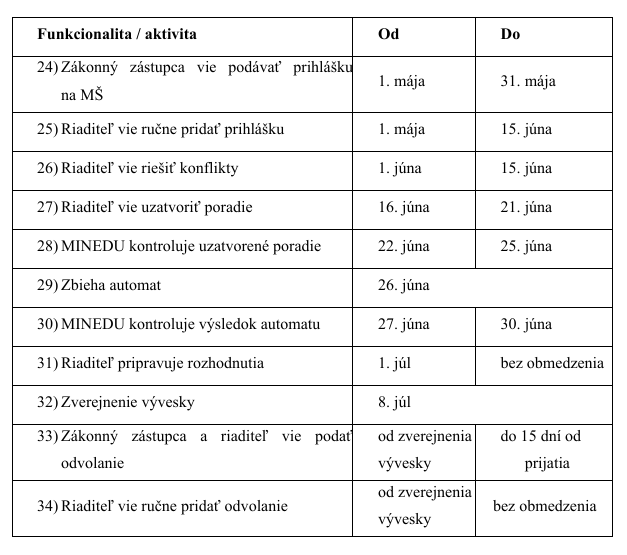 Funkcionalita / aktivita Od Do
24) Zákonný zástupca vie podávať prihlášku
na MŠ 1. mája 31. mája
25) Riaditeľ vie ručne pridať prihlášku 1. mája 15. júna
26) Riaditeľ vie riešiť konflikty 1. júna 15. júna
27) Riaditeľ vie uzatvoriť poradie 16. júna 21. júna
28) MINEDU kontroluje uzatvorené poradie 22. júna 25. júna
29) Zbieha automat 26. júna
30) MINEDU kontroluje výsledok automatu 27. júna 30. júna
31) Riaditeľ pripravuje rozhodnutia 1. júl bez obmedzenia
32) Zverejnenie vývesky 8. júl
33) Zákonný zástupca a riaditeľ vie podať od zverejnenia do 15 dní od
odvolanie vývesky prijatia
34) Riaditeľ vie ručne pridať odvolanie od zverejnenia bez obmedzenia
vývesky